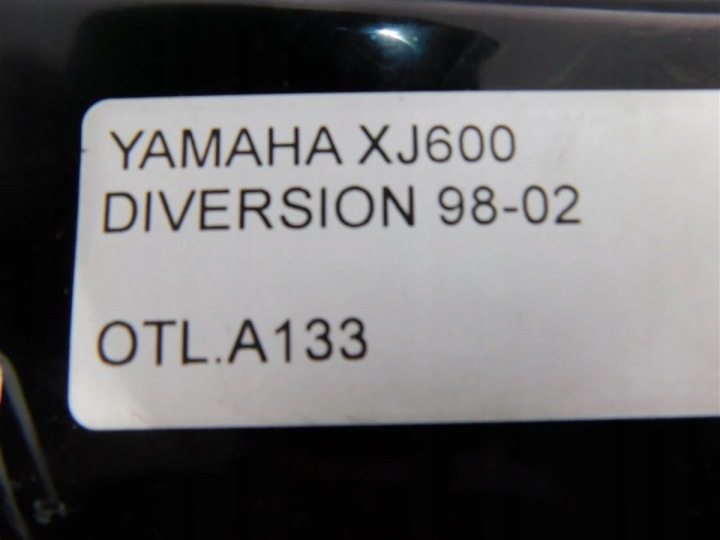 YAMAHA XJ600
DIVERSION 98-02
OTL.A133